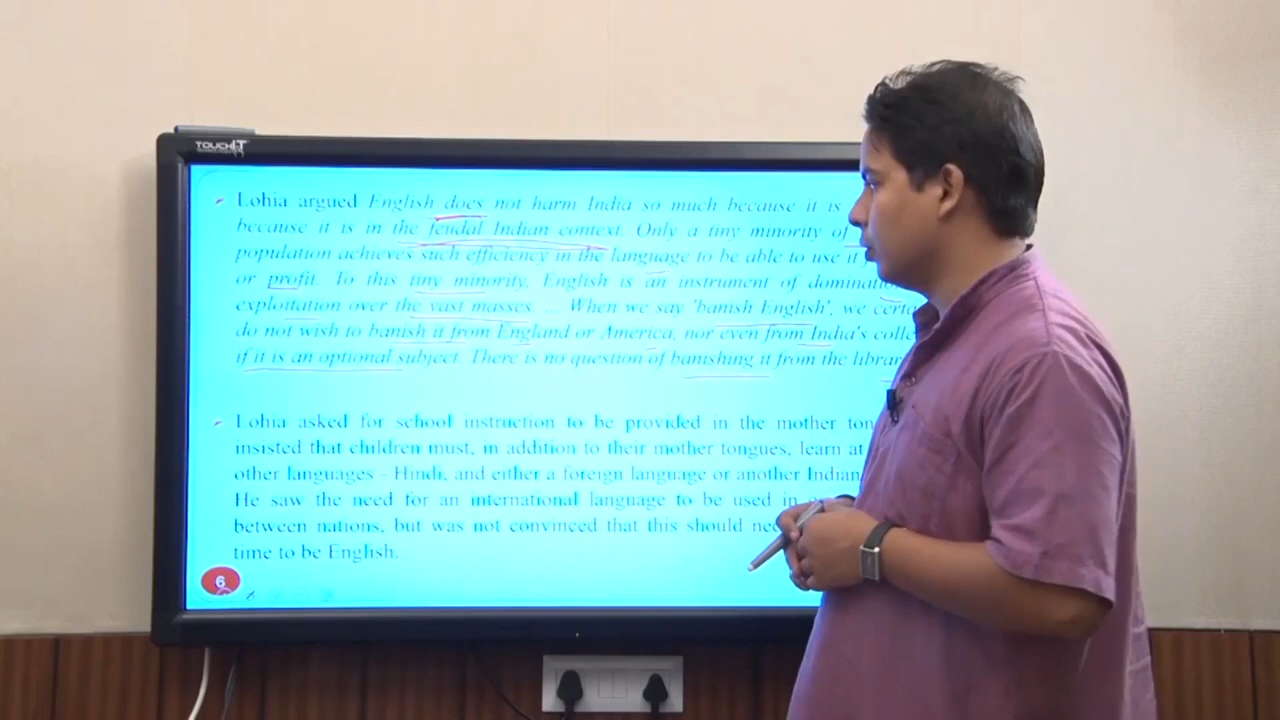 TOUCHIT
Lohia argued English does not harm India so much because it is
because it is in the feudal Indian context. Only a tiny minority of
population achieves such efficiency in the language to be able to use it
or profit. To this tiny minority, English is an instrument of
exploitation over the vast masses. ... When we say 'banish English', we
do not wish to banish it from England or America, nor even from India's
if it is an optional subject. There is no question of banishing it from the
Lohia asked for school instruction to be provided in the mother
insisted that children must, in addition to their mother tongues, learn at
other languages - Hindi, and either a foreign language or another Indian
He saw the need for an international language to be used in
between nations, but was not convinced that this should
time to be English.
6